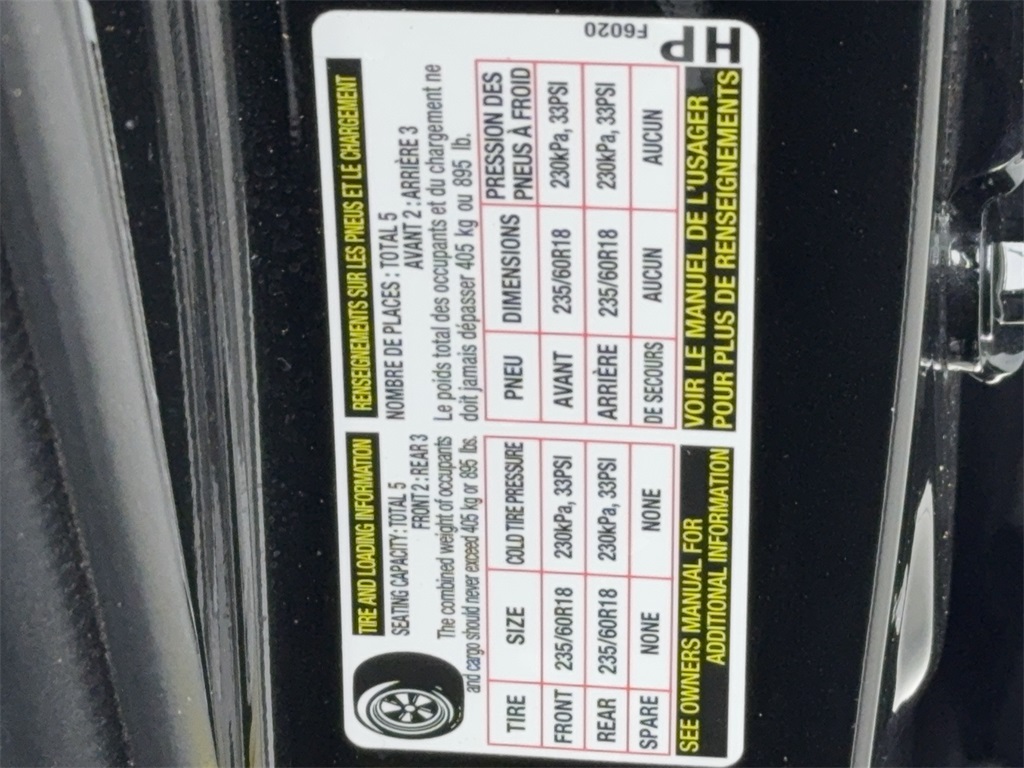 TIRE AND LOADING INFORMATION
SEATING CAPACITY: TOTAL 5
FRONT 2 : REAR 3
The combined weight of occupants
and cargo should never exceed 405 kg or 895 lbs.
TIRE SIZE COLD TIRE PRESSURE
FRONT 235/60R18 230kPa, 33PSI
REAR 235/60R18 230kPa, 33PSI
SPARE NONE NONE
SEE OWNERS MANUAL FOR
ADDITIONAL INFORMATION
RENSEIGNEMENTS SUR LES PNEUS ET LE CHARGEMENT
NOMBRE DE PLACES : TOTAL 5
AVANT 2 : ARRIÈRE 3
Le poids total des occupants et du chargement ne
doit jamais dépasser 405 kg ou 895 lb.
PNEU DIMENSIONS PRESSION DES
PNEUS À FROID
AVANT 235/60R18 230kPa, 33PSI
ARRIÈRE 235/60R18 230kPa, 33PSI
DE SECOURS AUCUN AUCUN
VOIR LE MANUEL DE L'USAGER
POUR PLUS DE RENSEIGNEMENTS
F6020
HP